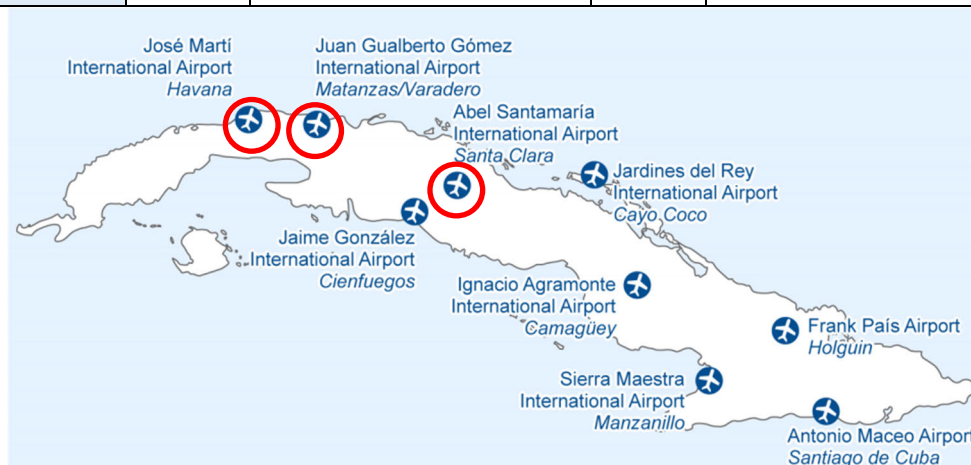 José Martí
International Airport
Havana
Juan Gualberto Gómez
International Airport
Matanzas/Varadero
Abel Santamaría
International Airport
Santa Clara
Jardines del Rey
International Airport
Cayo Coco
Jaime González
International Airport
Cienfuegos
Ignacio Agramonte
International Airport
Camagüey
Frank País Airport
Holguin
Sierra Maestra
International Airport
Manzanillo
Antonio Maceo Airport
Santiago de Cuba